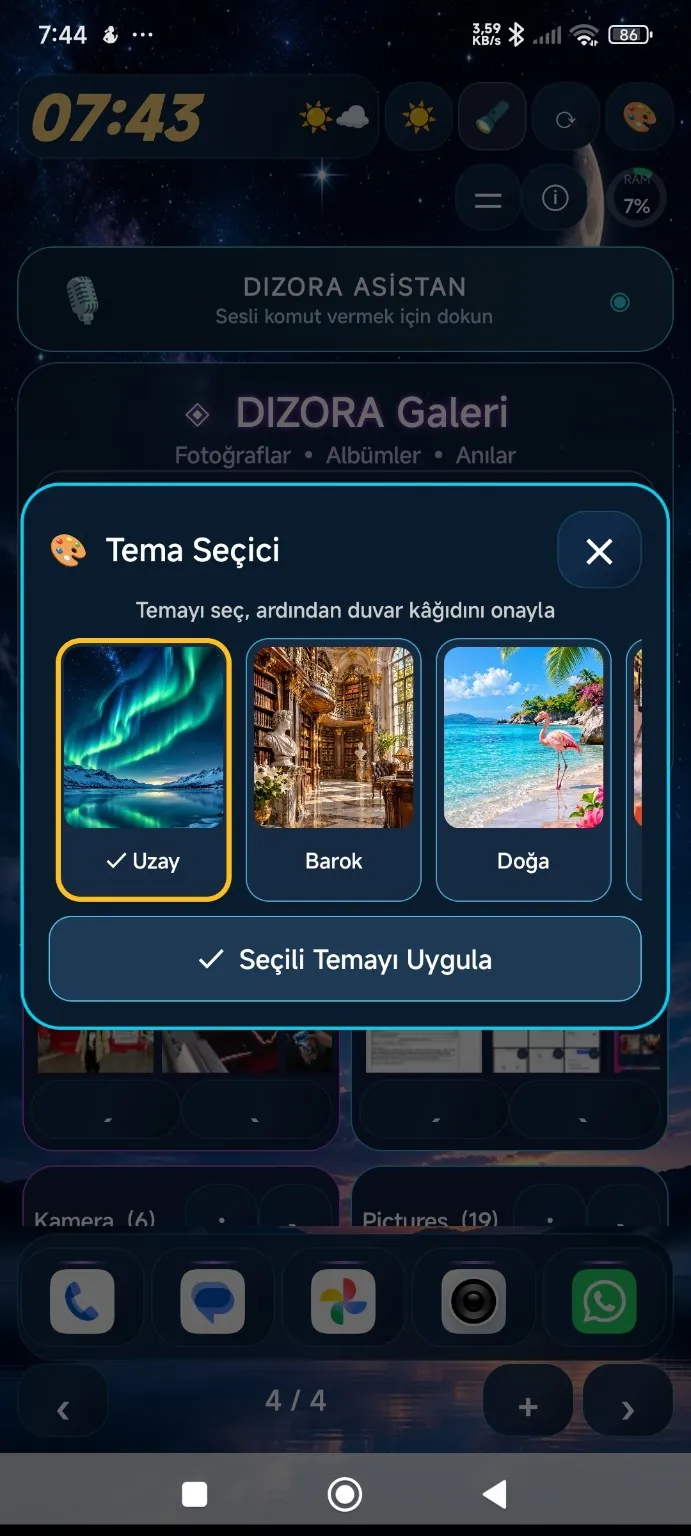 7:44 ... 3,59 KB/s 86
07:43
RAM
7%
DIZORA ASİSTAN
Sesli komut vermek için dokun
DIZORA Galeri
Fotoğraflar • Albümler • Anılar
Tema Seçici
Temayı seç, ardından duvar kâğıdını onayla
✓ Uzay Barok Doğa
✓ Seçili Temayı Uygula
Kamera (6) Pictures (19)
‹ 4 / 4 + ›